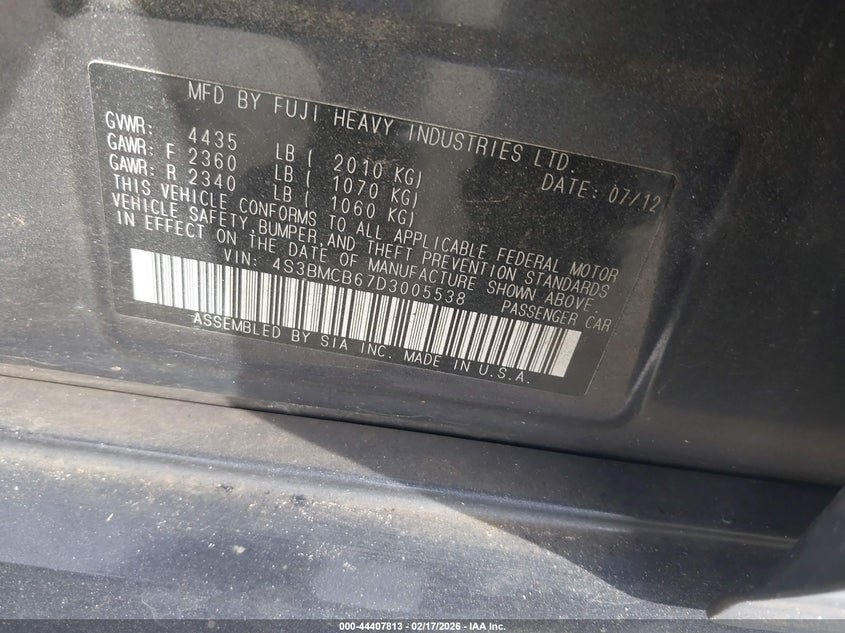 MFD BY FUJI HEAVY INDUSTRIES LTD.
GVWR: 4435 LB ( 2010 KG) DATE: 07/12
GAWR: F 2360 LB ( 1070 KG)
GAWR: R 2340 LB ( 1060 KG)
THIS VEHICLE CONFORMS TO ALL APPLICABLE FEDERAL MOTOR
VEHICLE SAFETY, BUMPER, AND THEFT PREVENTION STANDARDS
IN EFFECT ON THE DATE OF MANUFACTURE SHOWN ABOVE.
VIN: 4S3BMCB67D3005538 PASSENGER CAR
ASSEMBLED BY SIA INC. MADE IN U.S.A.
000-44407813 - 02/17/2026 - IAA Inc.